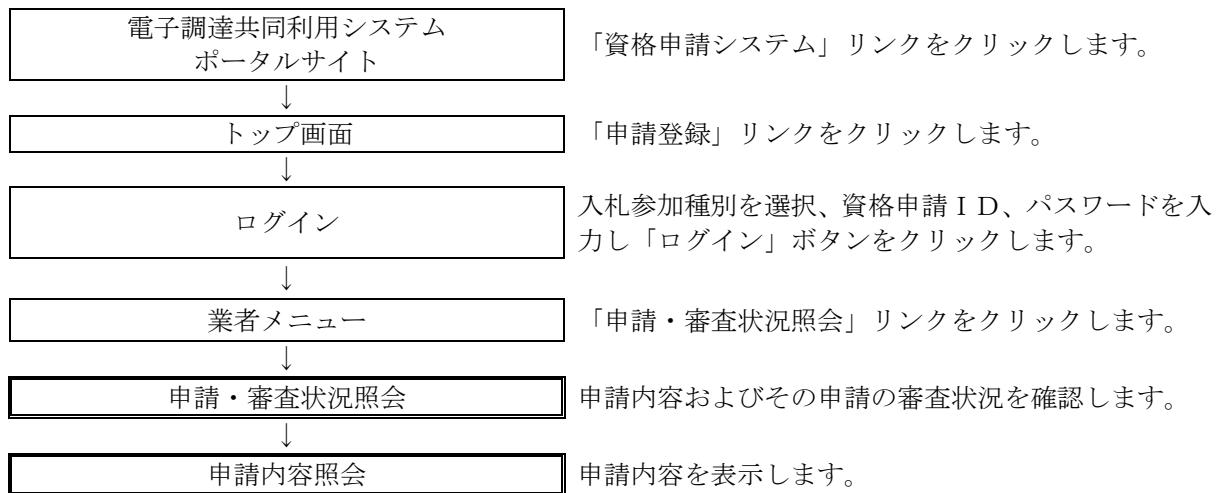 電子調達共同利用システム
ポータルサイト
「資格申請システム」リンクをクリックします。
↓
トップ画面
「申請登録」リンクをクリックします。
↓
ログイン
入札参加種別を選択、資格申請ＩＤ、パスワードを入
力し「ログイン」ボタンをクリックします。
↓
業者メニュー
「申請・審査状況照会」リンクをクリックします。
↓
申請・審査状況照会
申請内容およびその申請の審査状況を確認します。
↓
申請内容照会
申請内容を表示します。